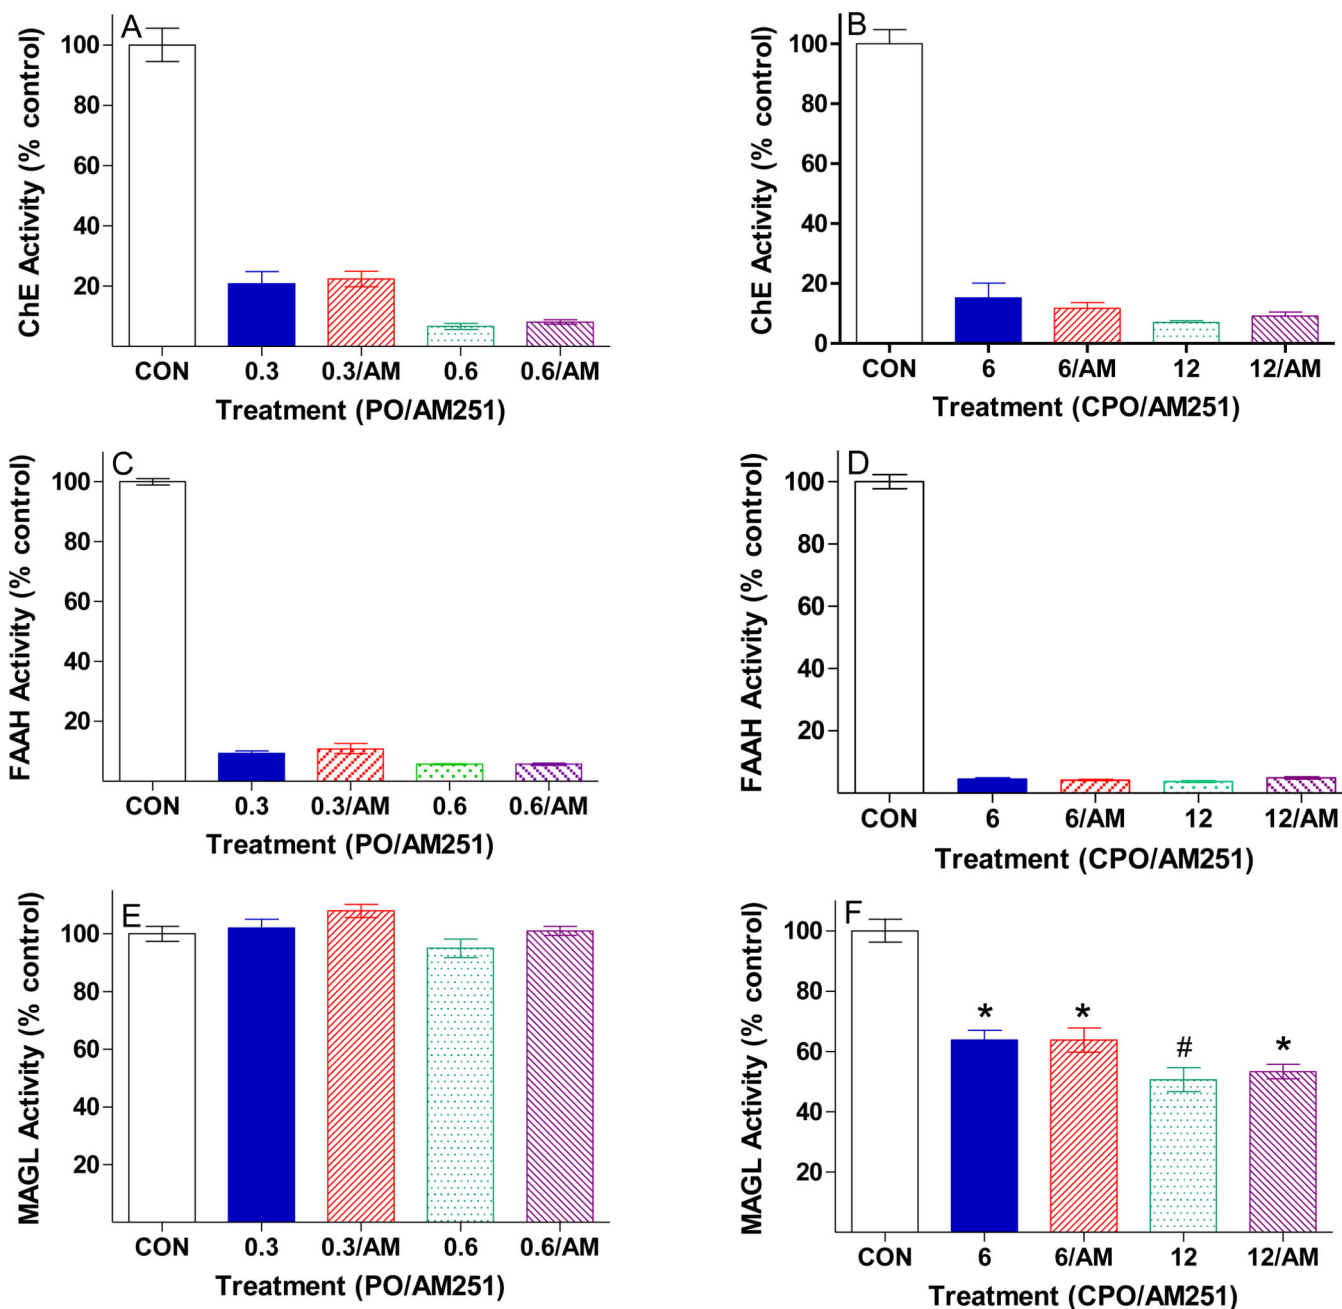 A
ChE Activity (% control)
100
80
60
40
20
CON 0.3 0.3/AM 0.6 0.6/AM
Treatment (PO/AM251)
B
ChE Activity (% control)
100
80
60
40
20
0
CON 6 6/AM 12 12/AM
Treatment (CPO/AM251)
C
FAAH Activity (% control)
100
80
60
40
20
CON 0.3 0.3/AM 0.6 0.6/AM
Treatment (PO/AM251)
D
FAAH Activity (% control)
100
80
60
40
20
CON 6 6/AM 12 12/AM
Treatment (CPO/AM251)
E
MAGL Activity (% control)
100
80
60
40
20
CON 0.3 0.3/AM 0.6 0.6/AM
Treatment (PO/AM251)
F
MAGL Activity (% control)
100
80
60
40
20
* * # *
CON 6 6/AM 12 12/AM
Treatment (CPO/AM251)